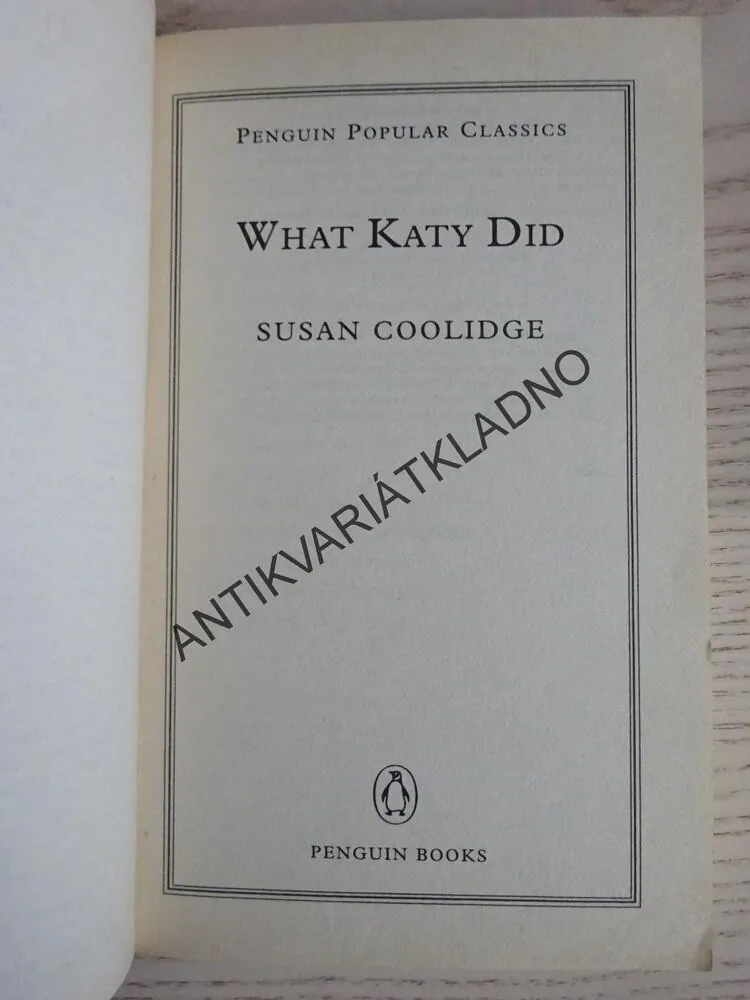 PENGUIN POPULAR CLASSICS
WHAT KATY DID
SUSAN COOLIDGE
ANTIKVARIÁTKLADNO
PENGUIN BOOKS